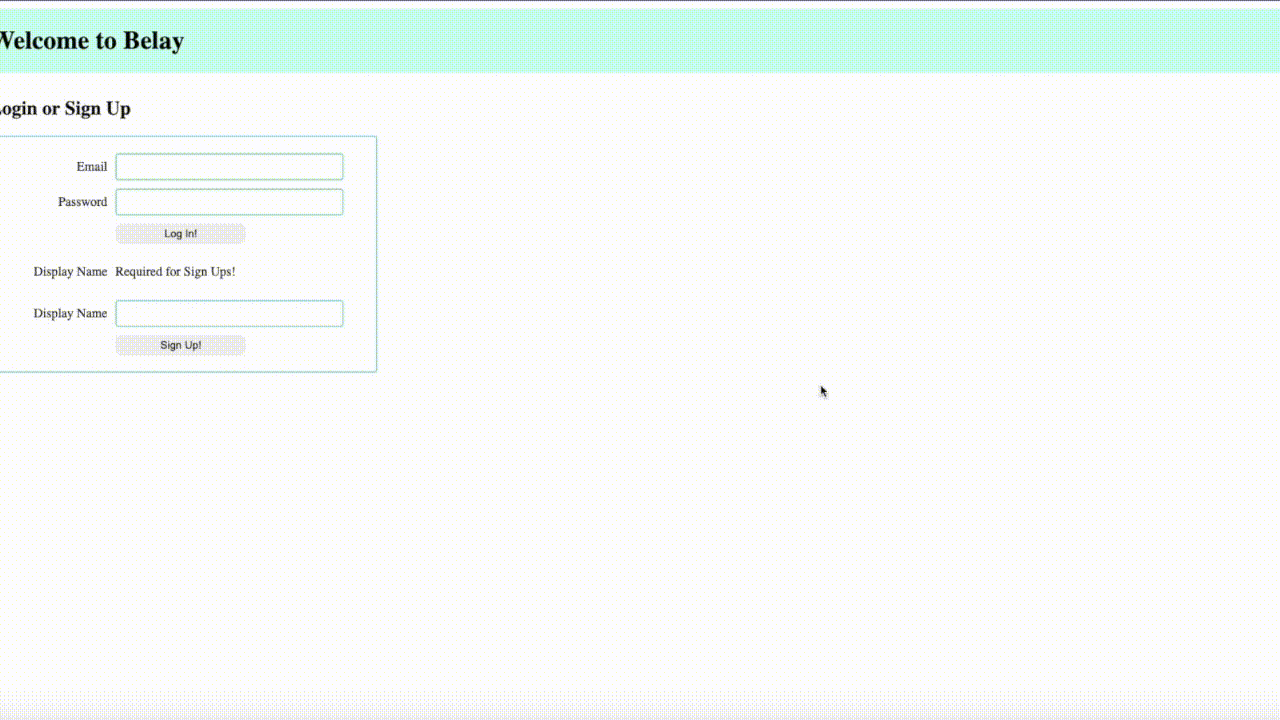 Welcome to Belay
Login or Sign Up
Email
Password
Log In!
Display Name Required for Sign Ups!
Display Name
Sign Up!